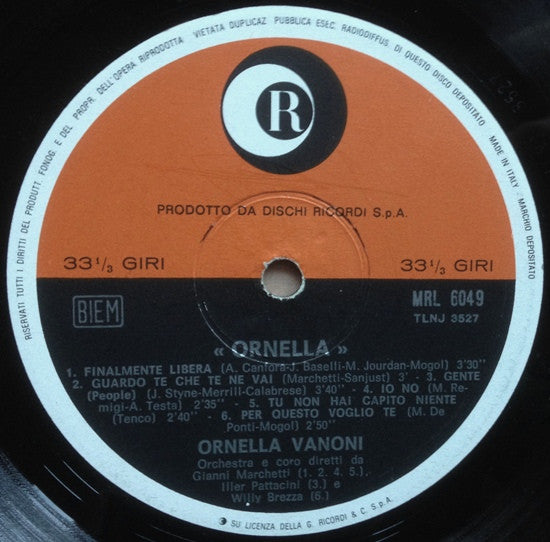 RISERVATI TUTTI I DIRITTI DEL PRODUTT. FONOG. E DEL PROPR. DELL'OPERA RIPRODOTTA VIETATA DUPLICAZ PUBBLICA ESEC. RADIODIFFUS DI QUESTO DISCO DEPOSITATO MADE IN ITALY MARCHIO DEPOSITATO
R
PRODOTTO DA DISCHI RICORDI S.p.A.
33 1/3 GIRI
33 1/3 GIRI
BIEM
MRL 6049
TLNJ 3527
« ORNELLA »
1. FINALMENTE LIBERA (A. Canfora-J. Baselli-M. Jourdan-Mogol) 3'30''
2. GUARDO TE CHE TE NE VAI (Marchetti-Sanjust) 3' - 3. GENTE
(People) (J. Styne-Merrill-Calabrese) 3'40'' - 4. IO NO (M. Re-
migi-A. Testa) 2'35'' - 5. TU NON HAI CAPITO NIENTE
(Tenco) 2'40'' - 6. PER QUESTO VOGLIO TE (M. De
Ponti-Mogol) 2'50''
ORNELLA VANONI
Orchestra e coro diretti da
Gianni Marchetti (1. 2. 4. 5.),
Iller Pattacini (3.) e
Willy Brezza (6.)
R SU LICENZA DELLA G. RICORDI & C. S.p.A.